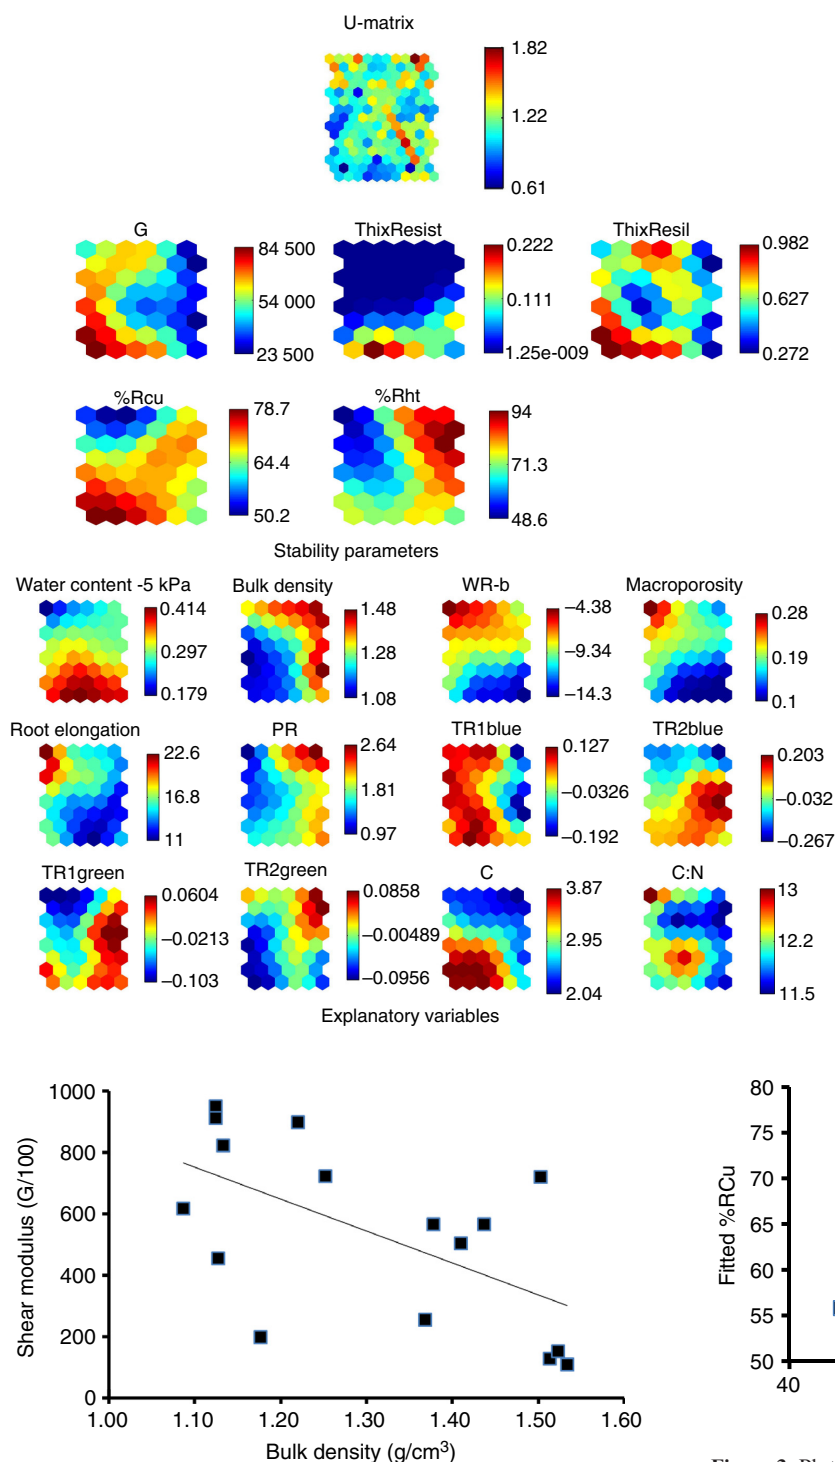 U-matrix
1.82
1.22
0.61
G
84 500
54 000
23 500
ThixResist
0.222
0.111
1.25e-009
ThixResil
0.982
0.627
0.272
%Rcu
78.7
64.4
50.2
%Rht
94
71.3
48.6
Stability parameters
Water content -5 kPa
0.414
0.297
0.179
Bulk density
1.48
1.28
1.08
WR-b
−4.38
−9.34
−14.3
Macroporosity
0.28
0.19
0.1
Root elongation
22.6
16.8
11
PR
2.64
1.81
0.97
TR1blue
0.127
−0.0326
−0.192
TR2blue
0.203
−0.032
−0.267
TR1green
0.0604
−0.0213
−0.103
TR2green
0.0858
−0.00489
−0.0956
C
3.87
2.95
2.04
C:N
13
12.2
11.5
Explanatory variables
Shear modulus (G/100)
1000
800
600
400
200
0
1.00 1.10 1.20 1.30 1.40 1.50 1.60
Bulk density (g/cm³)
Fitted %RCu
80
75
70
65
60
55
50
40